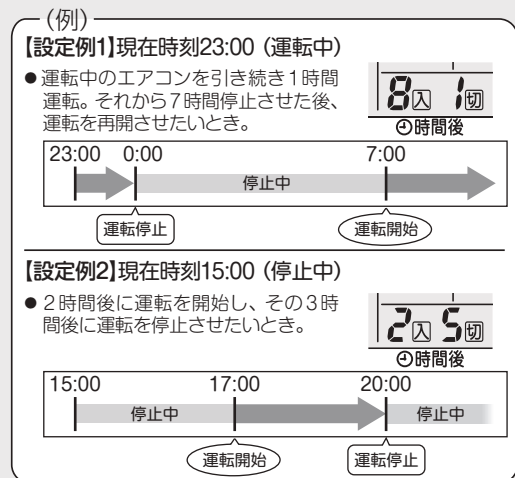 (例)
【設定例1】現在時刻23:00（運転中）
●運転中のエアコンを引き続き1時間
運転。それから7時間停止させた後、
運転を再開させたいとき。
8入 1切
時間後
23:00 0:00 7:00
停止中
運転停止 運転開始
【設定例2】現在時刻15:00（停止中）
●2時間後に運転を開始し、その3時
間後に運転を停止させたいとき。
2入 5切
時間後
15:00 17:00 20:00
停止中 停止中
運転開始 運転停止